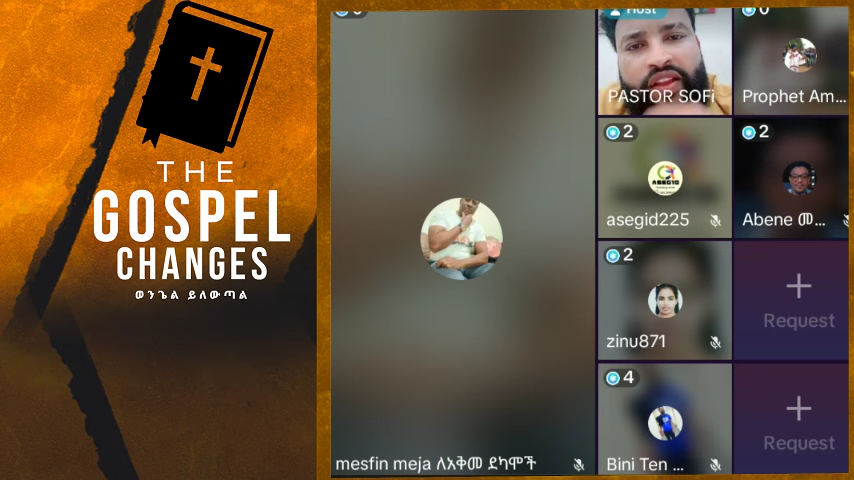 THE
GOSPEL
CHANGES
ወንጌል ይለውጣል
Host
PASTOR SOFi
0
Prophet Am...
2
ASEGID
asegid225
2
Abene መ...
2
zinu871
Request
4
Bini Ten ...
Request
mesfin meja ለአቅመ ደካሞች